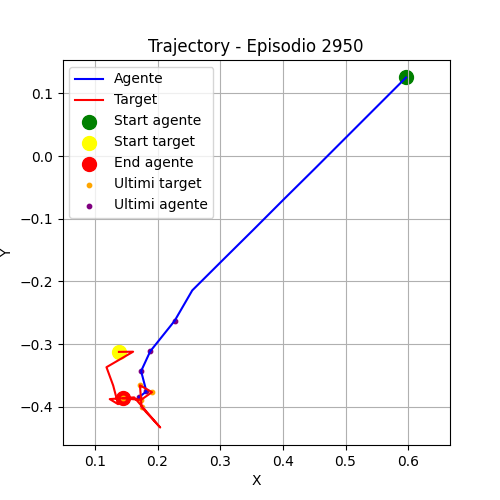 Trajectory - Episodio 2950
Agente
Target
Start agente
Start target
End agente
Ultimi target
Ultimi agente
0.1
0.0
−0.1
−0.2
−0.3
−0.4
Y
0.1 0.2 0.3 0.4 0.5 0.6
X